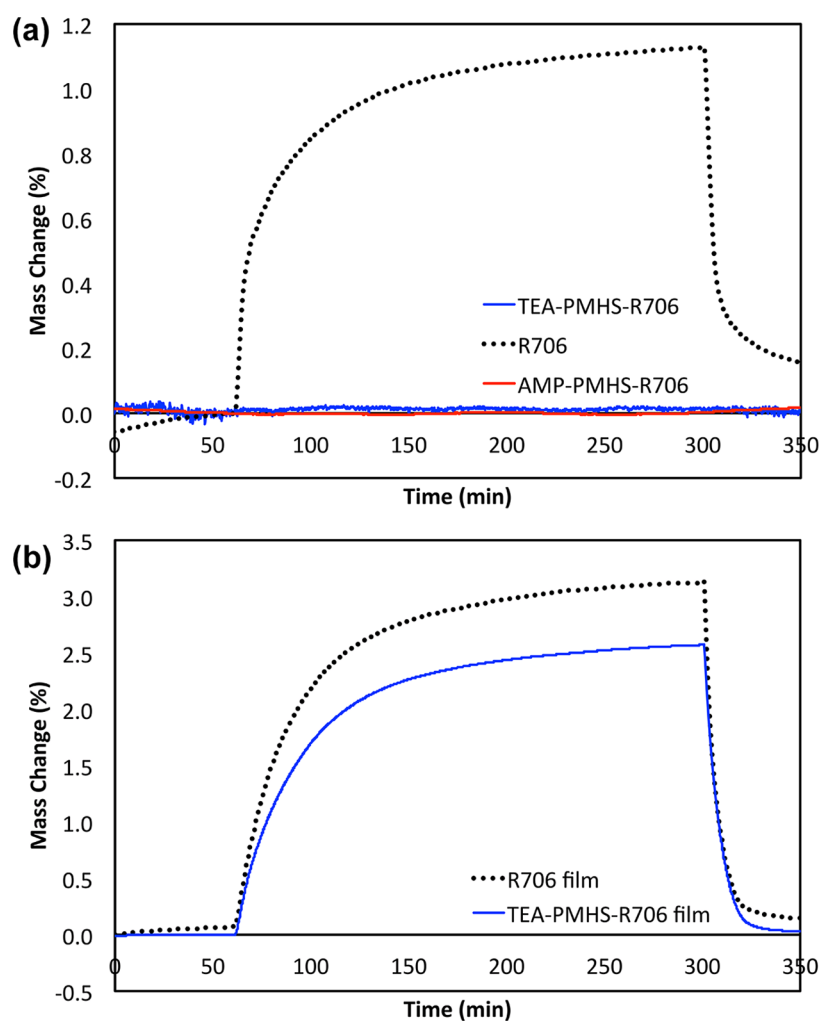 (a)
1.2
1.0
0.8
0.6
0.4
0.2
0.0
-0.2
Mass Change (%)
TEA-PMHS-R706
R706
AMP-PMHS-R706
0 50 100 150 200 250 300 350
Time (min)
(b)
3.5
3.0
2.5
2.0
1.5
1.0
0.5
0.0
-0.5
Mass Change (%)
R706 film
TEA-PMHS-R706 film
0 50 100 150 200 250 300 350
Time (min)